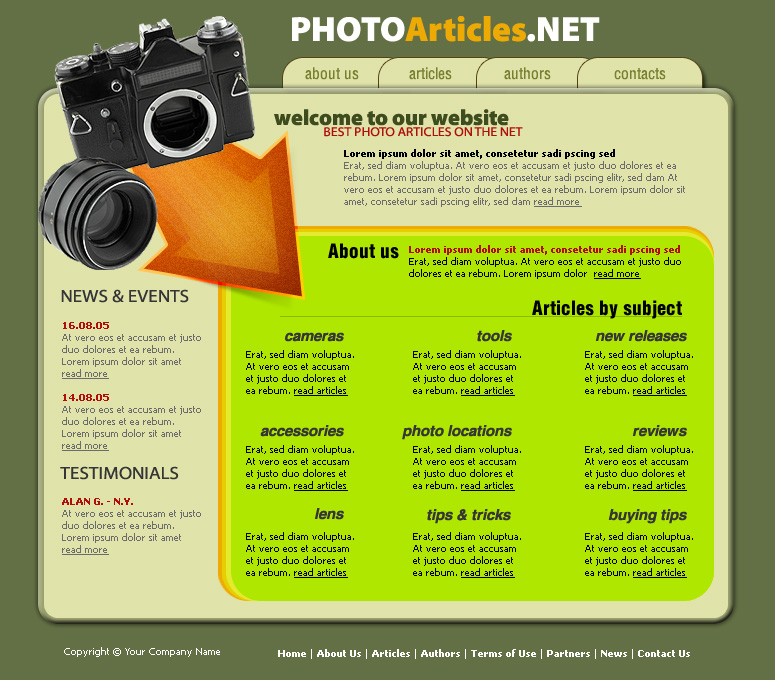 PHOTOArticles.NET
about us
articles
authors
contacts
welcome to our website
BEST PHOTO ARTICLES ON THE NET
Lorem ipsum dolor sit amet, consetetur sadi pscing sed
Erat, sed diam voluptua. At vero eos et accusam et justo duo dolores et ea
rebum. Lorem ipsum dolor sit amet, consetetur sadipscing elitr, sed diam At
vero eos et accusam et justo duo dolores et ea rebum. Lorem ipsum dolor sit
amet, consetetur sadipscing elitr, sed dam read more
About us
Lorem ipsum dolor sit amet, consetetur sadi pscing sed
Erat, sed diam voluptua. At vero eos et accusam et justo duo
dolores et ea rebum. Lorem ipsum dolor read more
NEWS & EVENTS
16.08.05
At vero eos et accusam et justo
duo dolores et ea rebum.
Lorem ipsum dolor sit amet
read more
14.08.05
At vero eos et accusam et justo
duo dolores et ea rebum.
Lorem ipsum dolor sit amet
read more
TESTIMONIALS
ALAN G. - N.Y.
At vero eos et accusam et justo
duo dolores et ea rebum.
Lorem ipsum dolor sit amet
read more
Articles by subject
cameras
Erat, sed diam voluptua.
At vero eos et accusam
et justo duo dolores et
ea rebum. read articles
tools
Erat, sed diam voluptua.
At vero eos et accusam
et justo duo dolores et
ea rebum. read articles
new releases
Erat, sed diam voluptua.
At vero eos et accusam
et justo duo dolores et
ea rebum. read articles
accessories
Erat, sed diam voluptua.
At vero eos et accusam
et justo duo dolores et
ea rebum. read articles
photo locations
Erat, sed diam voluptua.
At vero eos et accusam
et justo duo dolores et
ea rebum. read articles
reviews
Erat, sed diam voluptua.
At vero eos et accusam
et justo duo dolores et
ea rebum. read articles
lens
Erat, sed diam voluptua.
At vero eos et accusam
et justo duo dolores et
ea rebum. read articles
tips & tricks
Erat, sed diam voluptua.
At vero eos et accusam
et justo duo dolores et
ea rebum. read articles
buying tips
Erat, sed diam voluptua.
At vero eos et accusam
et justo duo dolores et
ea rebum. read articles
Copyright © Your Company Name
Home | About Us | Articles | Authors | Terms of Use | Partners | News | Contact Us